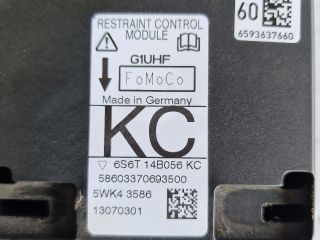 RESTRAINT CONTROL
MODULE
G1UHF
FoMoCo
Made in Germany
KC
6S6T 14B056 KC
58603370693500
5WK4 3586
13070301
60
6593637660